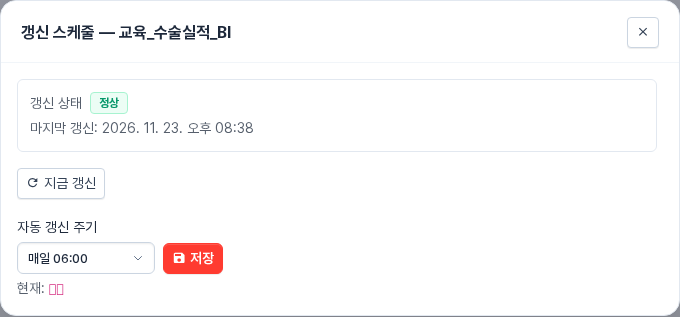 갱신 스케줄 — 교육_수술실적_BI
갱신 상태 정상
마지막 갱신: 2026. 11. 23. 오후 08:38
지금 갱신
자동 갱신 주기
매일 06:00 저장
현재: